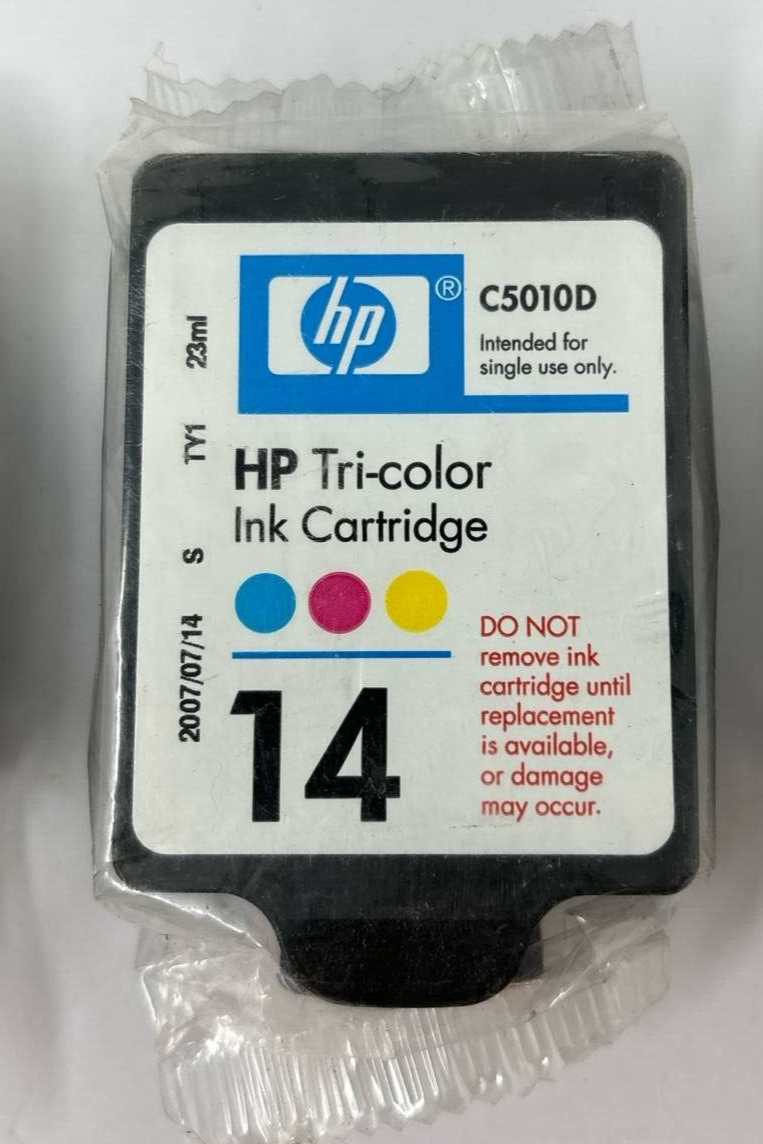 hp ®
C5010D
Intended for
single use only.
HP Tri-color
Ink Cartridge
14
DO NOT
remove ink
cartridge until
replacement
is available,
or damage
may occur.
2007/07/14 S TY1 23ml